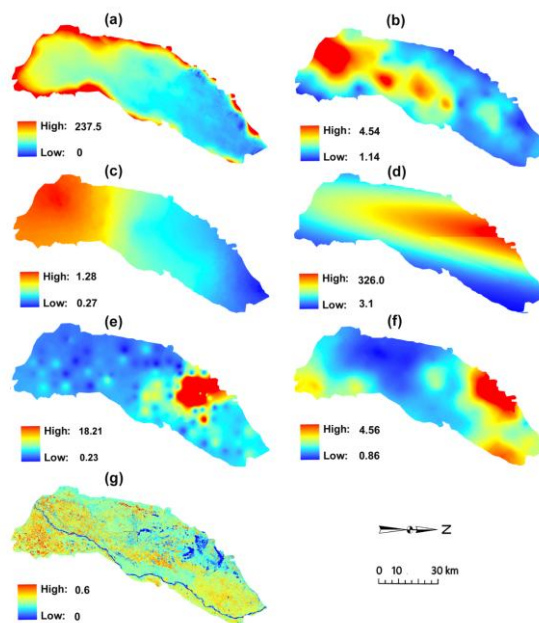 (a)
High: 237.5
Low: 0
(b)
High: 4.54
Low: 1.14
(c)
High: 1.28
Low: 0.27
(d)
High: 326.0
Low: 3.1
(e)
High: 18.21
Low: 0.23
(f)
High: 4.56
Low: 0.86
(g)
High: 0.6
Low: 0
Z
0 10 30 km